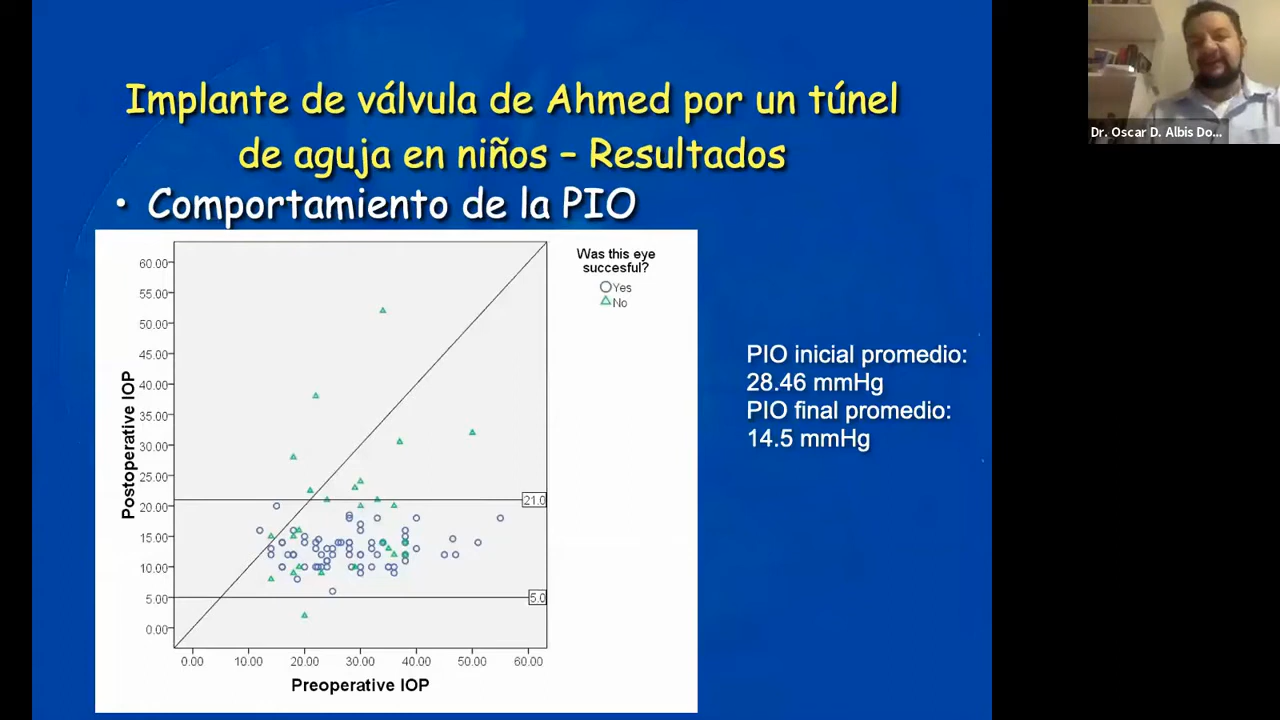 Implante de válvula de Ahmed por un túnel
de aguja en niños – Resultados
• Comportamiento de la PIO
Was this eye
succesful?
Yes
No
60.00
55.00
50.00
45.00
40.00
35.00
30.00
25.00
20.00
15.00
10.00
5.00
0.00
21.0
5.0
Postoperative IOP
0.00 10.00 20.00 30.00 40.00 50.00 60.00
Preoperative IOP
PIO inicial promedio:
28.46 mmHg
PIO final promedio:
14.5 mmHg
Dr. Oscar D. Albis Do...